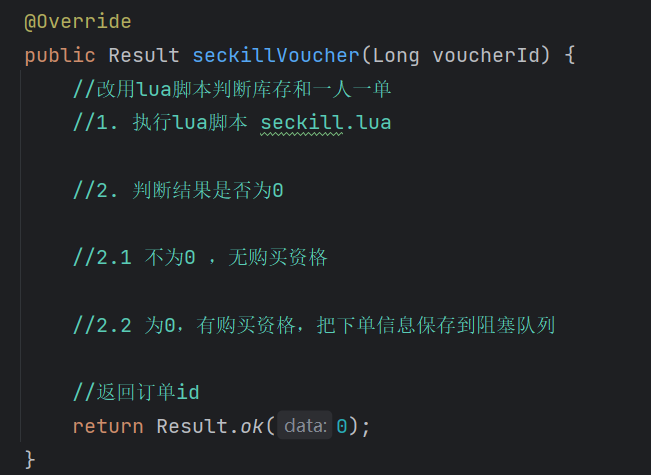 @Override
public Result seckillVoucher(Long voucherId) {
//改用lua脚本判断库存和一人一单
//1. 执行lua脚本 seckill.lua
//2. 判断结果是否为0
//2.1 不为0 ，无购买资格
//2.2 为0，有购买资格，把下单信息保存到阻塞队列
//返回订单id
return Result.ok( data: 0);
}